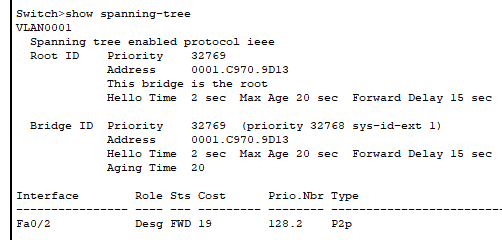 Switch>show spanning-tree
VLAN0001
  Spanning tree enabled protocol ieee
  Root ID    Priority    32769
             Address     0001.C970.9D13
             This bridge is the root
             Hello Time  2 sec  Max Age 20 sec  Forward Delay 15 sec

  Bridge ID  Priority    32769  (priority 32768 sys-id-ext 1)
             Address     0001.C970.9D13
             Hello Time  2 sec  Max Age 20 sec  Forward Delay 15 sec
             Aging Time  20

Interface        Role Sts Cost      Prio.Nbr Type
---------------- ---- --- --------- -------- --------------------------
Fa0/2            Desg FWD 19        128.2    P2p